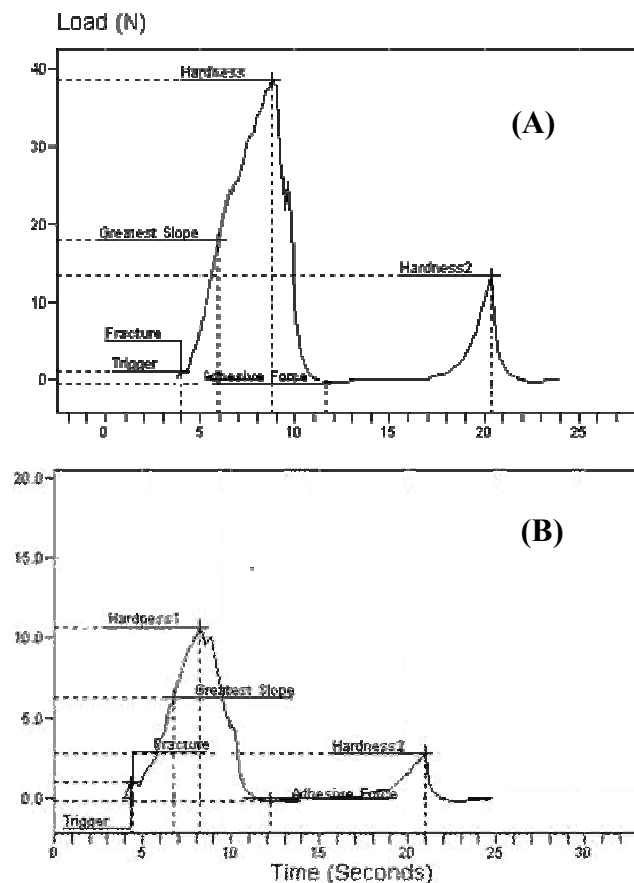 Load (N)
40
Hardness
(A)
30
20
Greatest Slope
Hardness2
10
Fracture
Trigger
0
Adhesive Force
0 5 10 15 20 25
20.0
(B)
15.0
Hardness1
10.0
Greatest Slope
5.0
Fracture
Hardness2
0.0
Adhesive Force
Trigger
0 5 10 15 20 25 30
Time (Seconds)